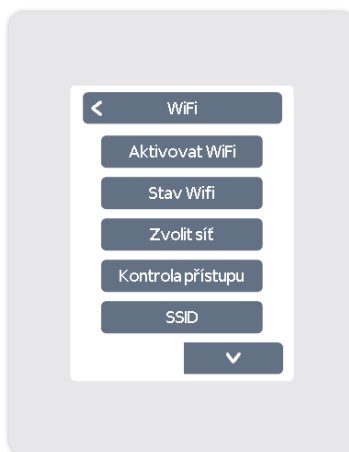 WiFi
Aktivovat WiFi
Stav Wifi
Zvolit síť
Kontrola přístupu
SSID